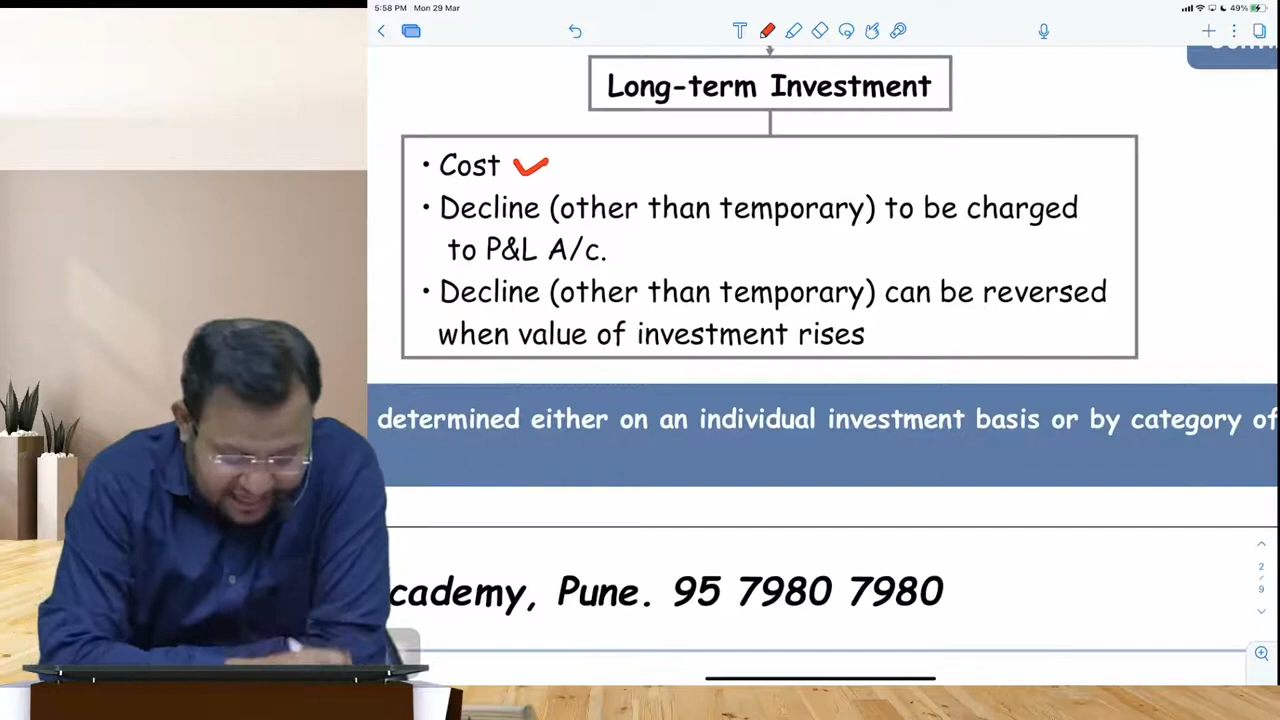 5:58 PM Mon 29 Mar
49%
T
Long-term Investment
• Cost
• Decline (other than temporary) to be charged
to P&L A/c.
• Decline (other than temporary) can be reversed
when value of investment rises
determined either on an individual investment basis or by category of
cademy, Pune. 95 7980 7980
2
/
9